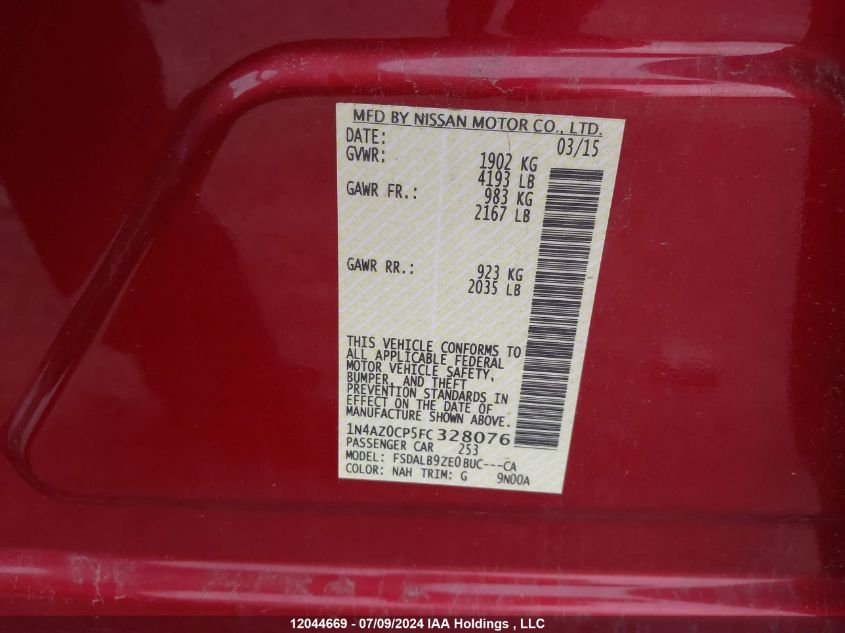 MFD BY NISSAN MOTOR CO., LTD.
DATE: 03/15
GVWR: 1902 KG
4193 LB
GAWR FR.: 983 KG
2167 LB
GAWR RR.: 923 KG
2035 LB
THIS VEHICLE CONFORMS TO
ALL APPLICABLE FEDERAL
MOTOR VEHICLE SAFETY,
BUMPER, AND THEFT
PREVENTION STANDARDS IN
EFFECT ON THE DATE OF
MANUFACTURE SHOWN ABOVE.
1N4AZ0CP5FC328076
PASSENGER CAR 253
MODEL: FSDALB9ZE0BUC---CA
COLOR: NAH TRIM: G 9N00A
12044669 - 07/09/2024 IAA Holdings , LLC